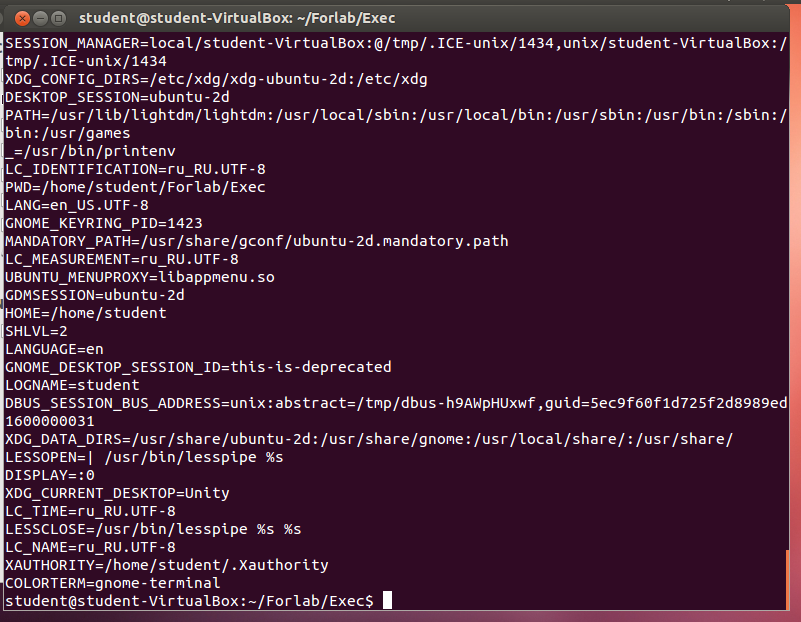 student@student-VirtualBox: ~/Forlab/Exec
SESSION_MANAGER=local/student-VirtualBox:@/tmp/.ICE-unix/1434,unix/student-VirtualBox:/
tmp/.ICE-unix/1434
XDG_CONFIG_DIRS=/etc/xdg/xdg-ubuntu-2d:/etc/xdg
DESKTOP_SESSION=ubuntu-2d
PATH=/usr/lib/lightdm/lightdm:/usr/local/sbin:/usr/local/bin:/usr/sbin:/usr/bin:/sbin:/
bin:/usr/games
_=/usr/bin/printenv
LC_IDENTIFICATION=ru_RU.UTF-8
PWD=/home/student/Forlab/Exec
LANG=en_US.UTF-8
GNOME_KEYRING_PID=1423
MANDATORY_PATH=/usr/share/gconf/ubuntu-2d.mandatory.path
LC_MEASUREMENT=ru_RU.UTF-8
UBUNTU_MENUPROXY=libappmenu.so
GDMSESSION=ubuntu-2d
HOME=/home/student
SHLVL=2
LANGUAGE=en
GNOME_DESKTOP_SESSION_ID=this-is-deprecated
LOGNAME=student
DBUS_SESSION_BUS_ADDRESS=unix:abstract=/tmp/dbus-h9AWpHUxwf,guid=5ec9f60f1d725f2d8989ed
1600000031
XDG_DATA_DIRS=/usr/share/ubuntu-2d:/usr/share/gnome:/usr/local/share/:/usr/share/
LESSOPEN=| /usr/bin/lesspipe %s
DISPLAY=:0
XDG_CURRENT_DESKTOP=Unity
LC_TIME=ru_RU.UTF-8
LESSCLOSE=/usr/bin/lesspipe %s %s
LC_NAME=ru_RU.UTF-8
XAUTHORITY=/home/student/.Xauthority
COLORTERM=gnome-terminal
student@student-VirtualBox:~/Forlab/Exec$